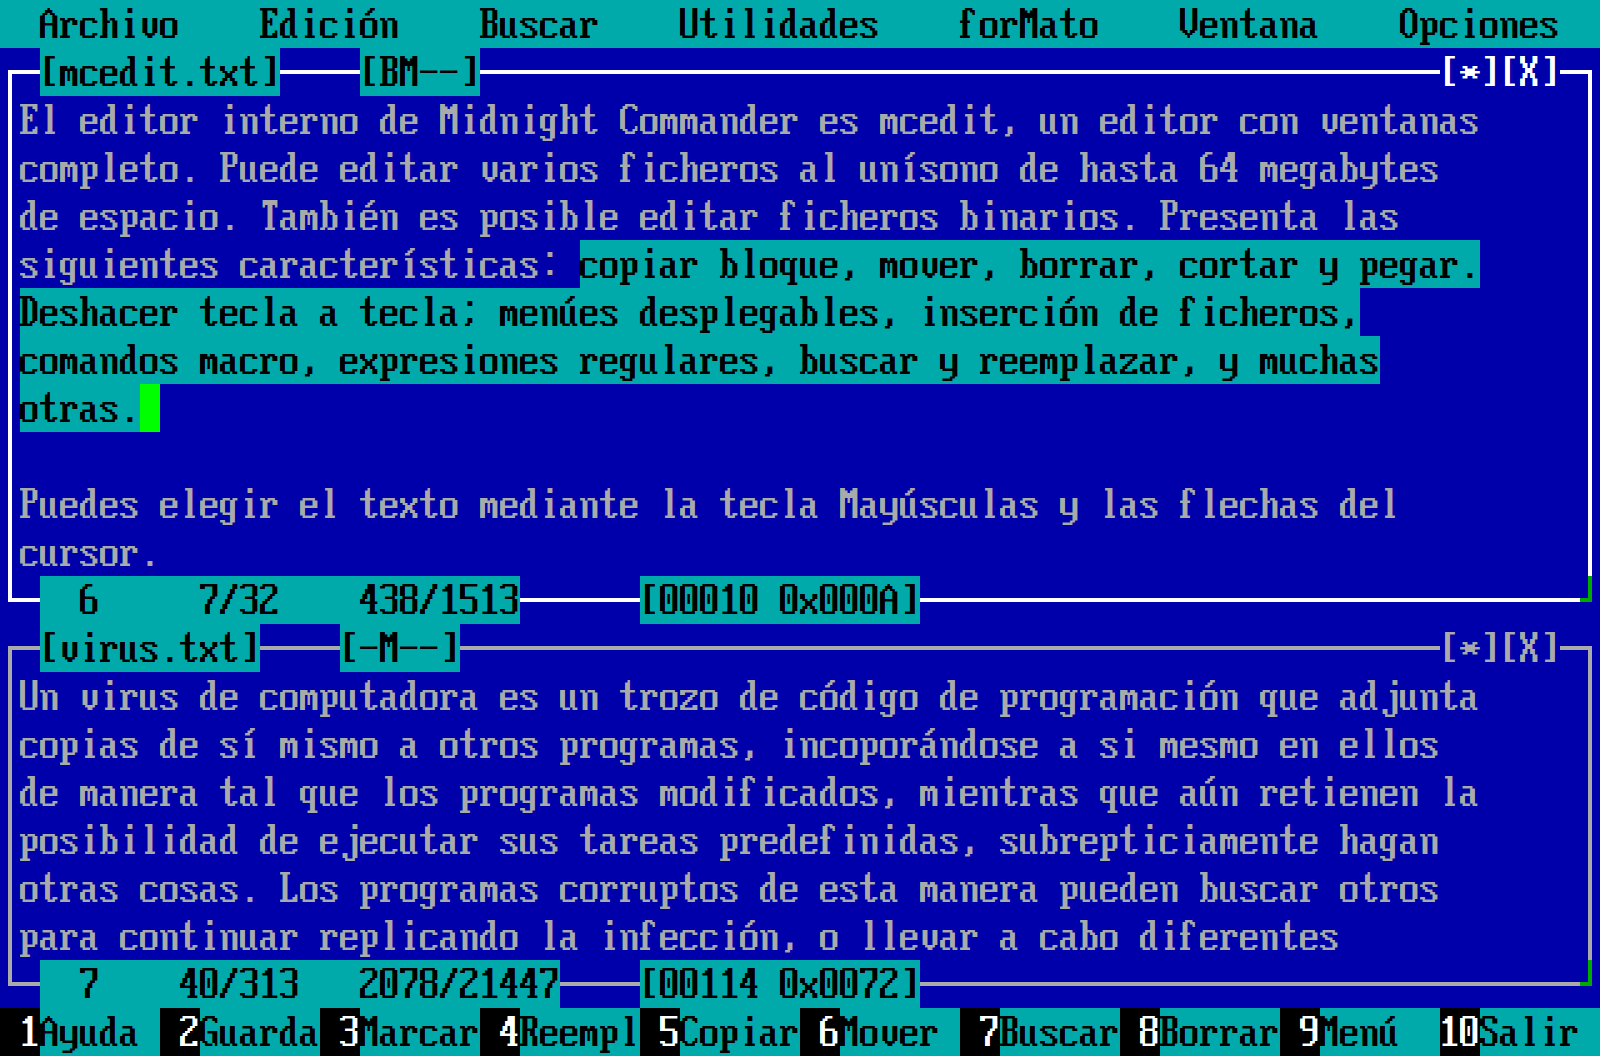 Archivo Edición Buscar Utilidades forMato Ventana Opciones
[mcedit.txt] [BM--] [*][X]
El editor interno de Midnight Commander es mcedit, un editor con ventanas
completo. Puede editar varios ficheros al unísono de hasta 64 megabytes
de espacio. También es posible editar ficheros binarios. Presenta las
siguientes características: copiar bloque, mover, borrar, cortar y pegar.
Deshacer tecla a tecla; menúes desplegables, inserción de ficheros,
comandos macro, expresiones regulares, buscar y reemplazar, y muchas
otras.
Puedes elegir el texto mediante la tecla Mayúsculas y las flechas del
cursor.
6 7/32 438/1513 [00010 0x000A]
[virus.txt] [-M--] [*][X]
Un virus de computadora es un trozo de código de programación que adjunta
copias de sí mismo a otros programas, incoporándose a si mesmo en ellos
de manera tal que los programas modificados, mientras que aún retienen la
posibilidad de ejecutar sus tareas predefinidas, subrepticiamente hagan
otras cosas. Los programas corruptos de esta manera pueden buscar otros
para continuar replicando la infección, o llevar a cabo diferentes
7 40/313 2078/21447 [00114 0x0072]
1Ayuda 2Guarda 3Marcar 4Reempl 5Copiar 6Mover 7Buscar 8Borrar 9Menú 10Salir